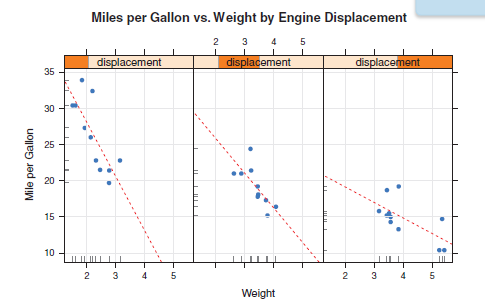 Miles per Gallon vs. Weight by Engine Displacement
2 3 4 5
displacement displacement displacement
35
30
25
20
15
10
Mile per Gallon
2 3 4 5 2 3 4 5
Weight